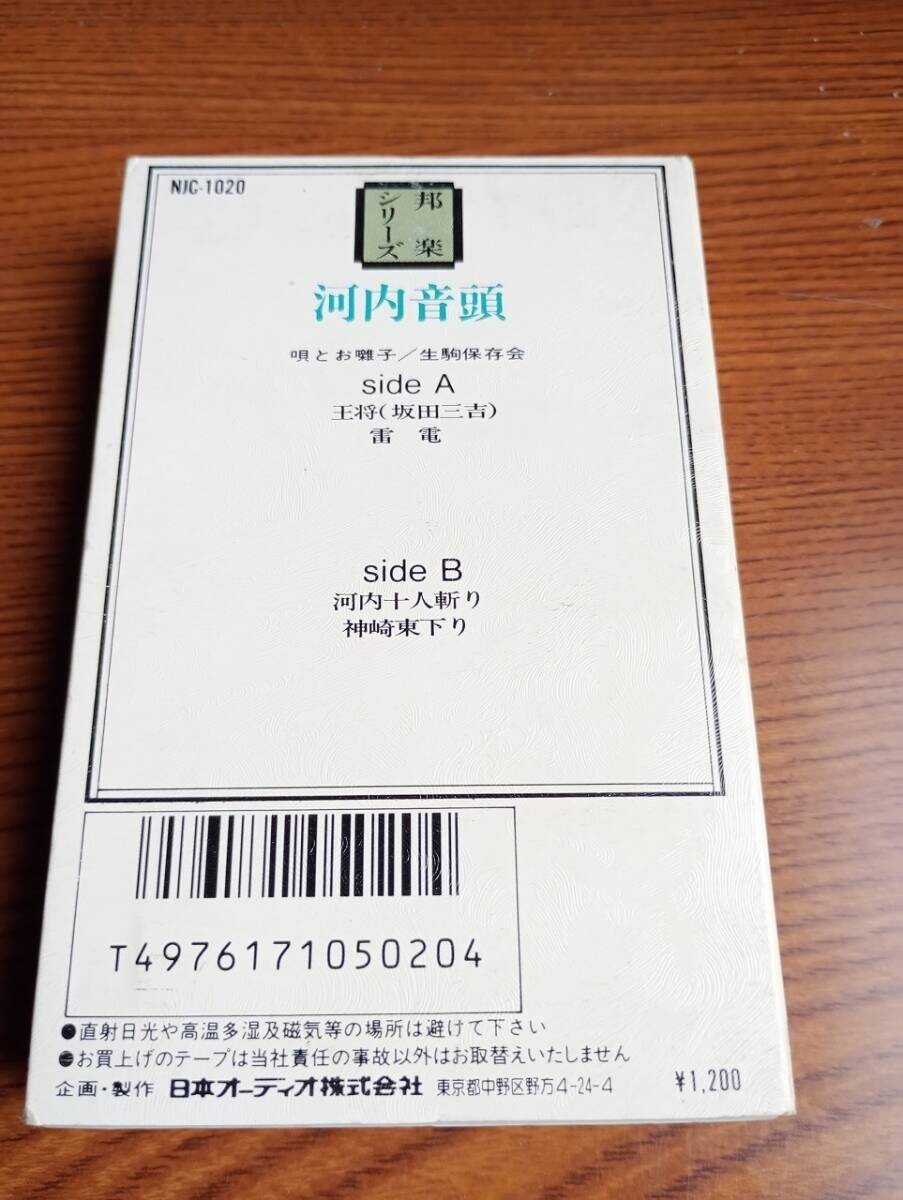 NJC-1020
邦楽
シリーズ
河内音頭
唄とお囃子／生駒保存会
side A
王将（坂田三吉）
雷電
side B
河内十人斬り
神崎東下り
T4976171050204
●直射日光や高温多湿及磁気等の場所は避けて下さい
●お買上げのテープは当社責任の事故以外はお取替えいたしません
企画・製作 日本オーディオ株式会社 東京都中野区野方4-24-4 ¥1,200